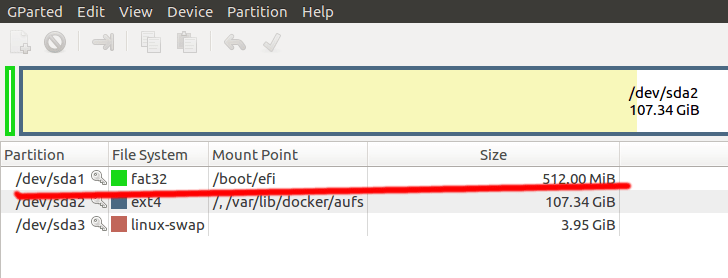 GParted Edit View Device Partition Help
/dev/sda2
107.34 GiB
Partition File System Mount Point Size
/dev/sda1 fat32 /boot/efi 512.00 MiB
/dev/sda2 ext4 /, /var/lib/docker/aufs 107.34 GiB
/dev/sda3 linux-swap 3.95 GiB